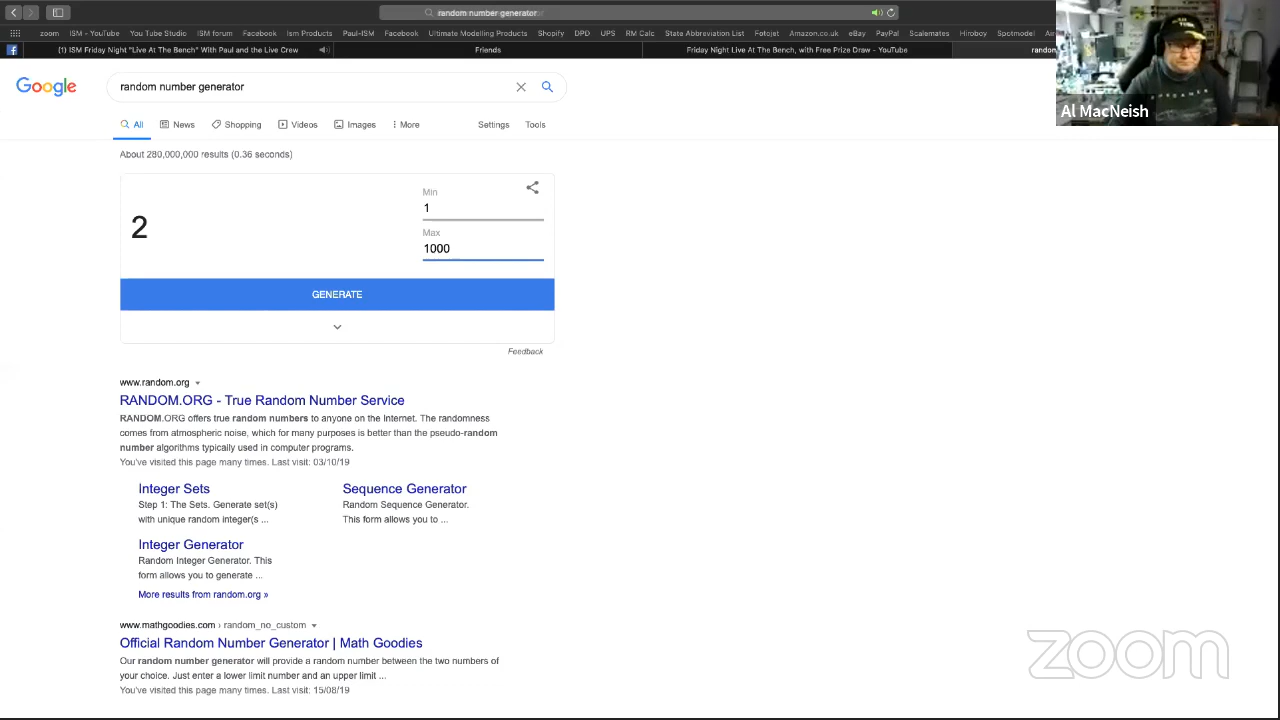 random number generator
zoom ISM - YouTube You Tube Studio ISM forum Facebook Ism Products Paul-ISM Facebook Ultimate Modelling Products Shopify DPD UPS RM Calc State Abbreviation List Fotojet Amazon.co.uk eBay PayPal Scalemates Hiroboy Spotmodel
(1) ISM Friday Night "Live At The Bench" With Paul and the Live Crew Friends Friday Night Live At The Bench, with Free Prize Draw - YouTube
Google random number generator
Al MacNeish
All News Shopping Videos Images More Settings Tools
About 280,000,000 results (0.36 seconds)
Min
1
2
Max
1000
GENERATE
Feedback
www.random.org
RANDOM.ORG - True Random Number Service
RANDOM.ORG offers true random numbers to anyone on the Internet. The randomness
comes from atmospheric noise, which for many purposes is better than the pseudo-random
number algorithms typically used in computer programs.
You've visited this page many times. Last visit: 03/10/19
Integer Sets
Step 1: The Sets. Generate set(s)
with unique random integer(s ...
Sequence Generator
Random Sequence Generator.
This form allows you to ...
Integer Generator
Random Integer Generator. This
form allows you to generate ...
More results from random.org »
www.mathgoodies.com › random_no_custom
Official Random Number Generator | Math Goodies
Our random number generator will provide a random number between the two numbers of
your choice. Just enter a lower limit number and an upper limit ...
You've visited this page many times. Last visit: 15/08/19
zoom